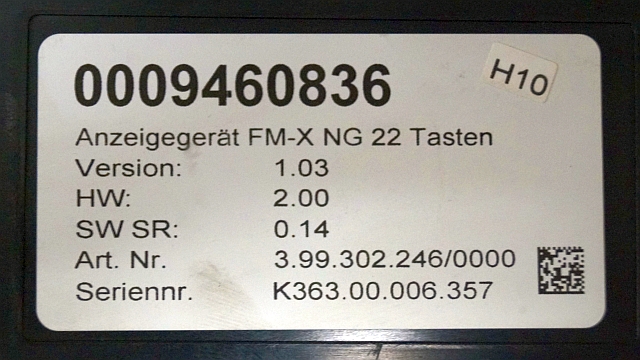 0009460836
H10
Anzeigegerät FM-X NG 22 Tasten
Version: 1.03
HW: 2.00
SW SR: 0.14
Art. Nr. 3.99.302.246/0000
Seriennr. K363.00.006.357